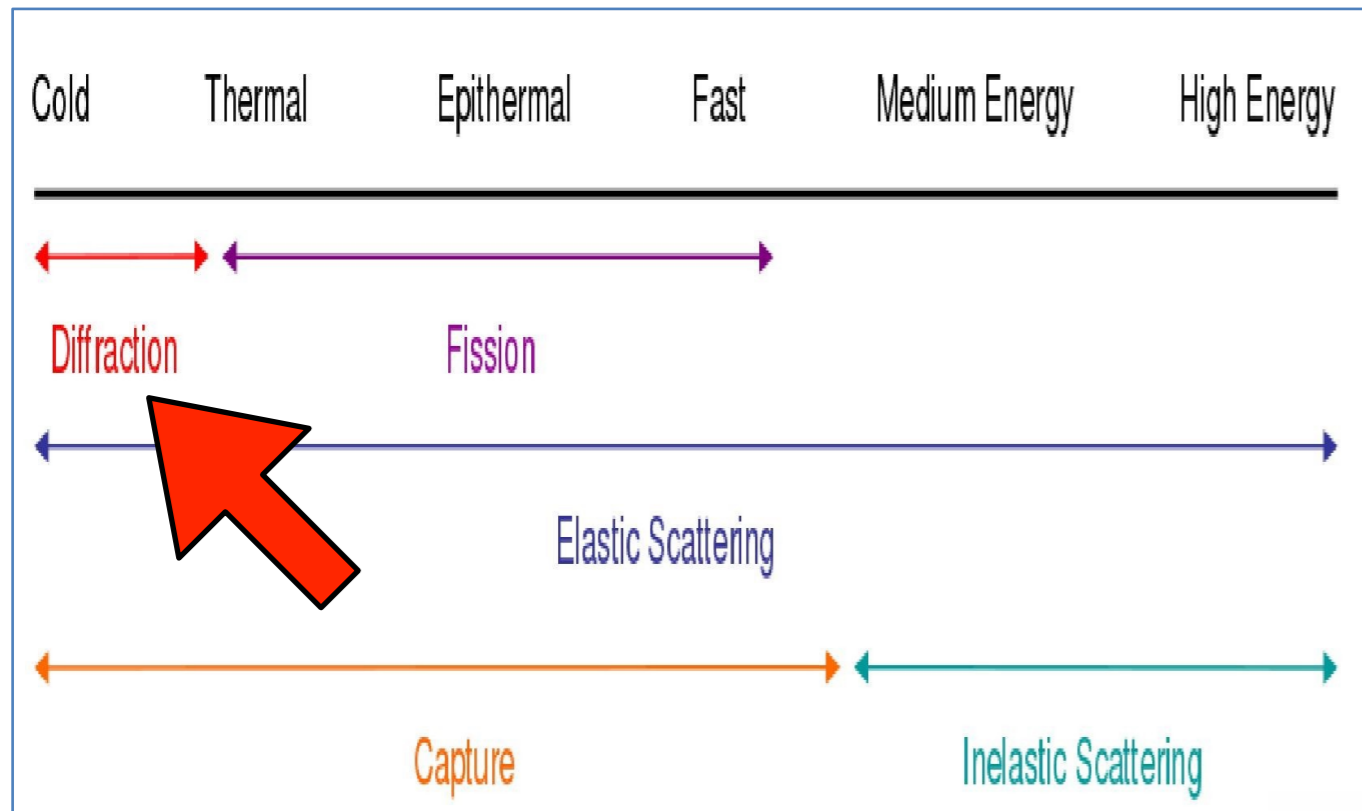 Cold Thermal Epithermal Fast Medium Energy High Energy
Diffraction Fission
Elastic Scattering
Capture Inelastic Scattering